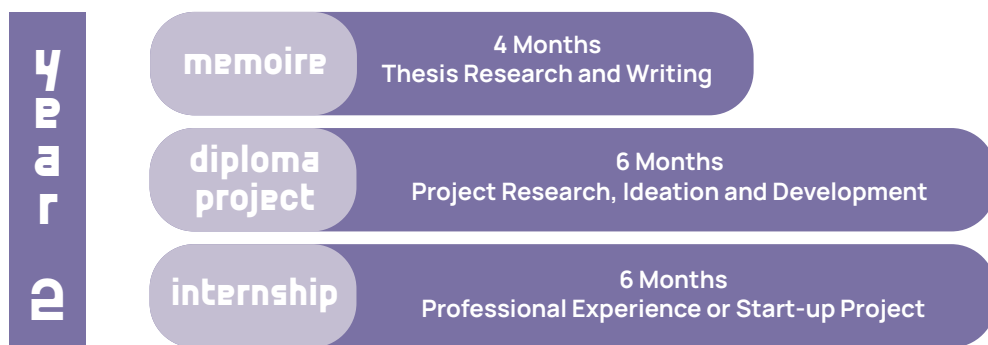 year 2
memoire
4 Months
Thesis Research and Writing
diploma
project
6 Months
Project Research, Ideation and Development
internship
6 Months
Professional Experience or Start-up Project